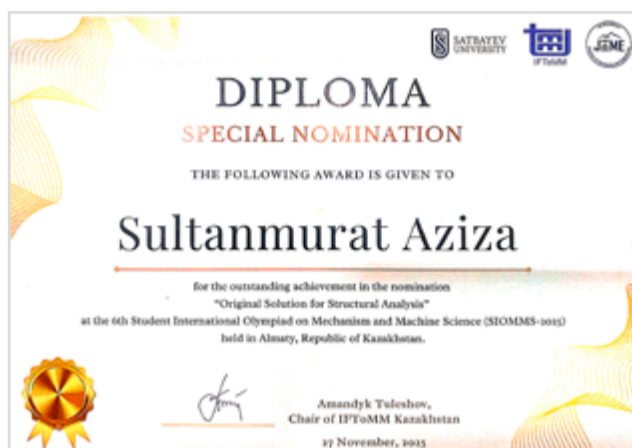 SATBAYEV
UNIVERSITY
IFToMM
DIPLOMA
SPECIAL NOMINATION
THE FOLLOWING AWARD IS GIVEN TO
Sultanmurat Aziza
for the outstanding achievement in the nomination
"Original Solution for Structural Analysis"
at the 6th Student International Olympiad on Mechanism and Machine Science (SIOMMS-2025)
held in Almaty, Republic of Kazakhstan.
Amandyk Tuleshov,
Chair of IFToMM Kazakhstan
27 November, 2025